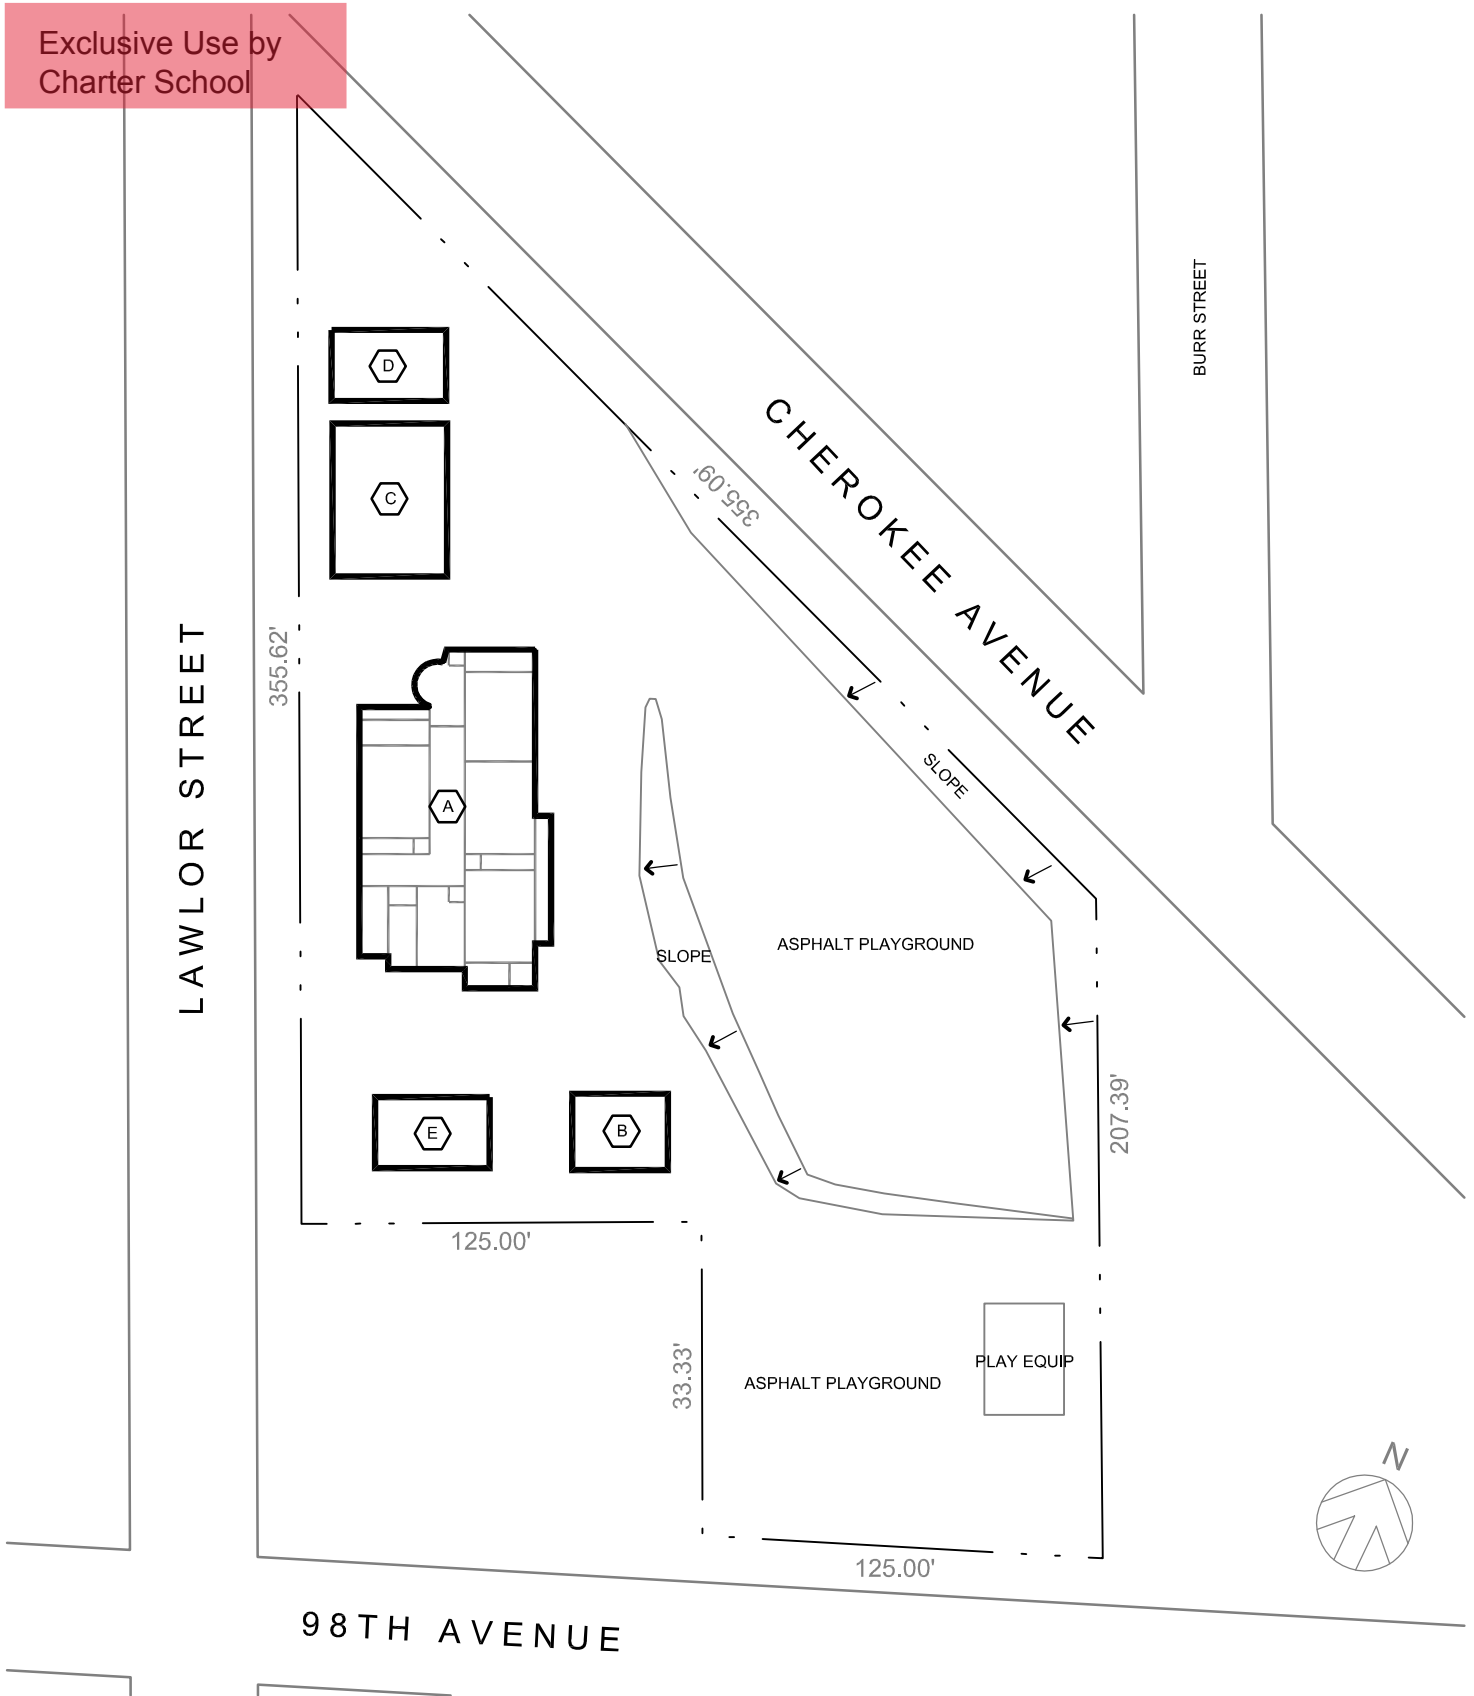 Exclusive Use by
Charter School
BURR STREET
D
CHEROKEE AVENUE
355.09'
C
355.62'
LAWLOR STREET
SLOPE
A
ASPHALT PLAYGROUND
SLOPE
207.39'
E
B
125.00'
33.33'
PLAY EQUIP
ASPHALT PLAYGROUND
N
125.00'
98TH AVENUE